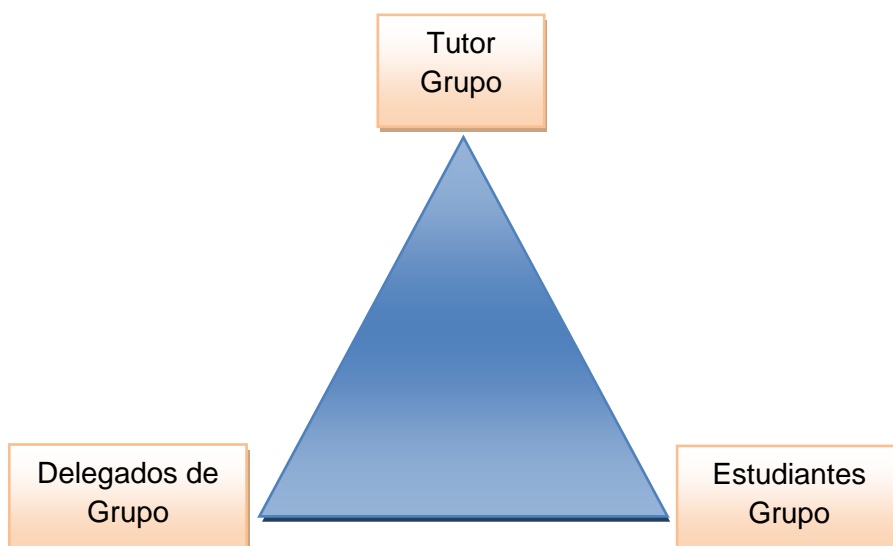 Tutor
Grupo
Delegados de
Grupo
Estudiantes
Grupo